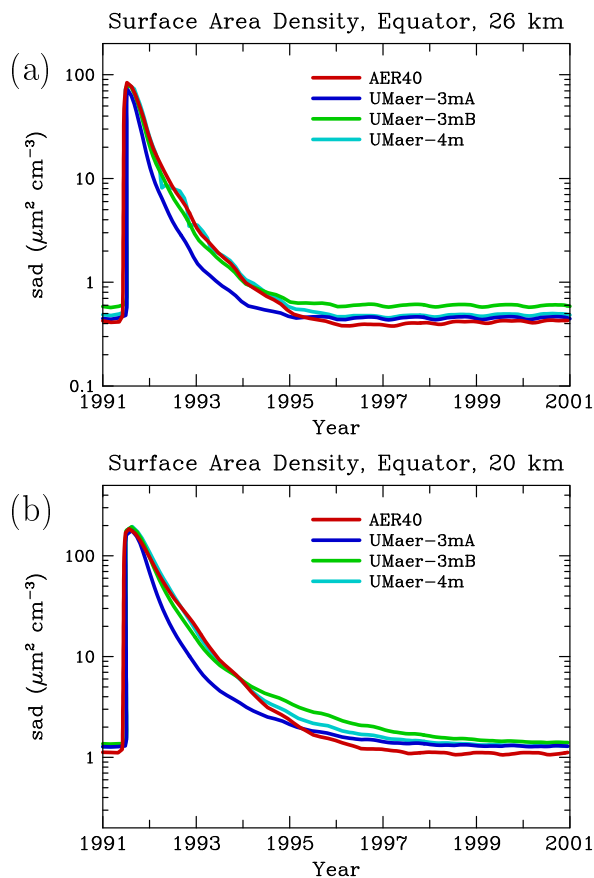 Surface Area Density, Equator, 26 km
(a)
100
10
1
0.1
sad (μm² cm⁻³)
AER40
UMaer-3mA
UMaer-3mB
UMaer-4m
1991 1993 1995 1997 1999 2001
Year
Surface Area Density, Equator, 20 km
(b)
100
10
1
sad (μm² cm⁻³)
AER40
UMaer-3mA
UMaer-3mB
UMaer-4m
1991 1993 1995 1997 1999 2001
Year